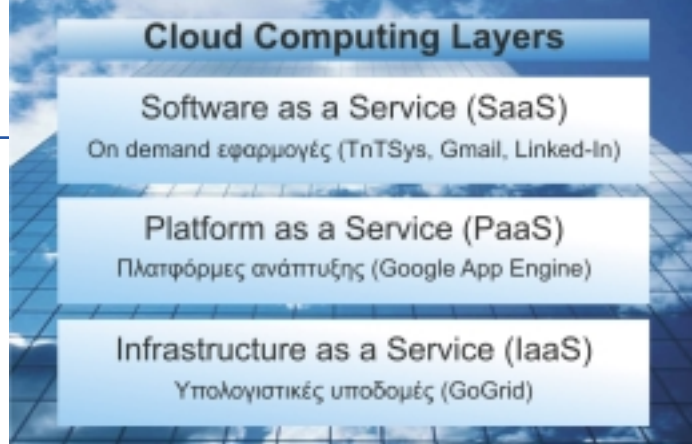 Cloud Computing Layers
Software as a Service (SaaS)
On demand εφαρμογές (TnTSys, Gmail, Linked-In)
Platform as a Service (PaaS)
Πλατφόρμες ανάπτυξης (Google App Engine)
Infrastructure as a Service (IaaS)
Υπολογιστικές υποδομές (GoGrid)